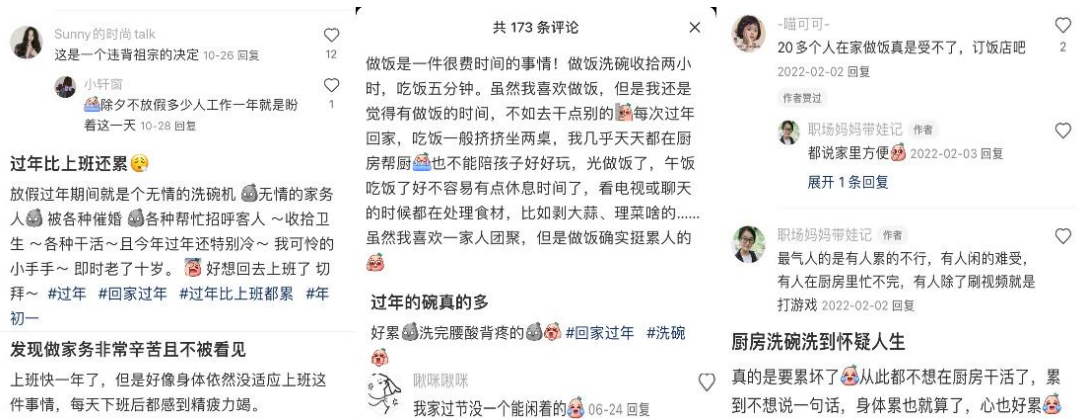 Sunny的时尚 talk
这是一个违背祖宗的决定 10-26 回复
12
小轩窗
除夕不放假多少人工作一年就是盼
着这一天 10-28 回复
1
过年比上班还累
放假过年期间就是个无情的洗碗机 无情的家务
人 被各种催婚 各种帮忙招呼客人 ～收拾卫
生 ～各种干活～且今年过年还特别冷～ 我可怜的
小手手～ 即时老了十岁。 好想回去上班了 切
拜～ #过年 #回家过年 #过年比上班都累 #年
初一
发现做家务非常辛苦且不被看见
上班快一年了，但是好像身体依然没适应上班这
件事情，每天下班后都感到精疲力竭。
共 173 条评论
做饭是一件很费时间的事情！做饭洗碗收拾两小
时，吃饭五分钟。虽然我喜欢做饭，但是我还是
觉得有做饭的时间，不如去干点别的 每次过年
回家，吃饭一般挤挤坐两桌，我几乎天天都在厨
房帮厨 也不能陪孩子好好玩，光做饭了，午饭
吃饭了好不容易有点休息时间了，看电视或聊天
的时候都在处理食材，比如剥大蒜、理菜啥的……
虽然我喜欢一家人团聚，但是做饭确实挺累人的
过年的碗真的多
好累 洗完腰酸背疼的 #回家过年 #洗碗
啾咪啾咪
我家过节没一个能闲着的 06-24 回复
-喵可可-
20多个人在家做饭真是受不了，订饭店吧
2
2022-02-02 回复
作者赞过
职场妈妈带娃记 作者
都说家里方便 2022-02-03 回复
展开 1 条回复
职场妈妈带娃记 作者
最气人的是有人累的不行，有人闲的难受，
有人在厨房里忙不完，有人除了刷视频就是
打游戏 2022-02-02 回复
厨房洗碗洗到怀疑人生
真的是要累坏了 从此都不想在厨房干活了，累
到不想说一句话，身体累也就算了，心也好累